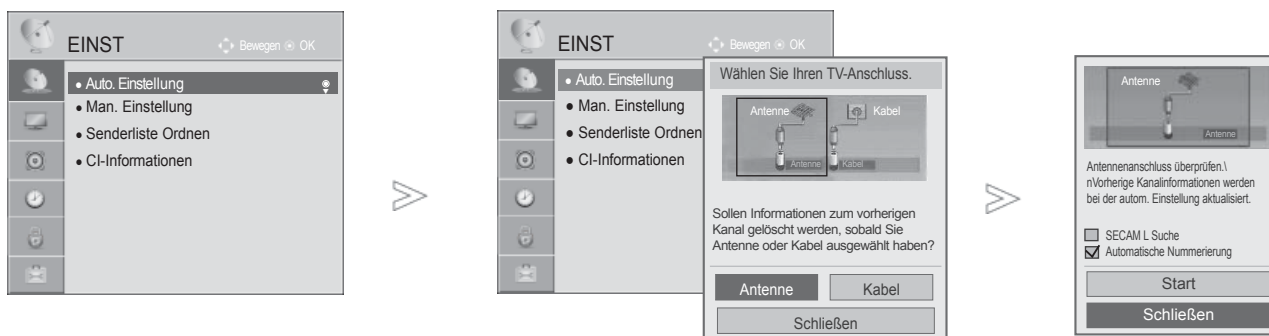 EINST
Bewegen OK
● Auto. Einstellung
● Man. Einstellung
● Senderliste Ordnen
● CI-Informationen
>
EINST
Bewegen OK
● Auto. Einstellung
● Man. Einstellung
● Senderliste Ordnen
● CI-Informationen
Wählen Sie Ihren TV-Anschluss.
Antenne
Kabel
Antenne
Kabel
Sollen Informationen zum vorherigen
Kanal gelöscht werden, sobald Sie
Antenne oder Kabel ausgewählt haben?
Antenne
Kabel
Schließen
>
Antenne
Antenne
Antennenanschluss überprüfen.\
nVorherige Kanalinformationen werden
bei der autom. Einstellung aktualisiert.
SECAM L Suche
Automatische Nummerierung
Start
Schließen